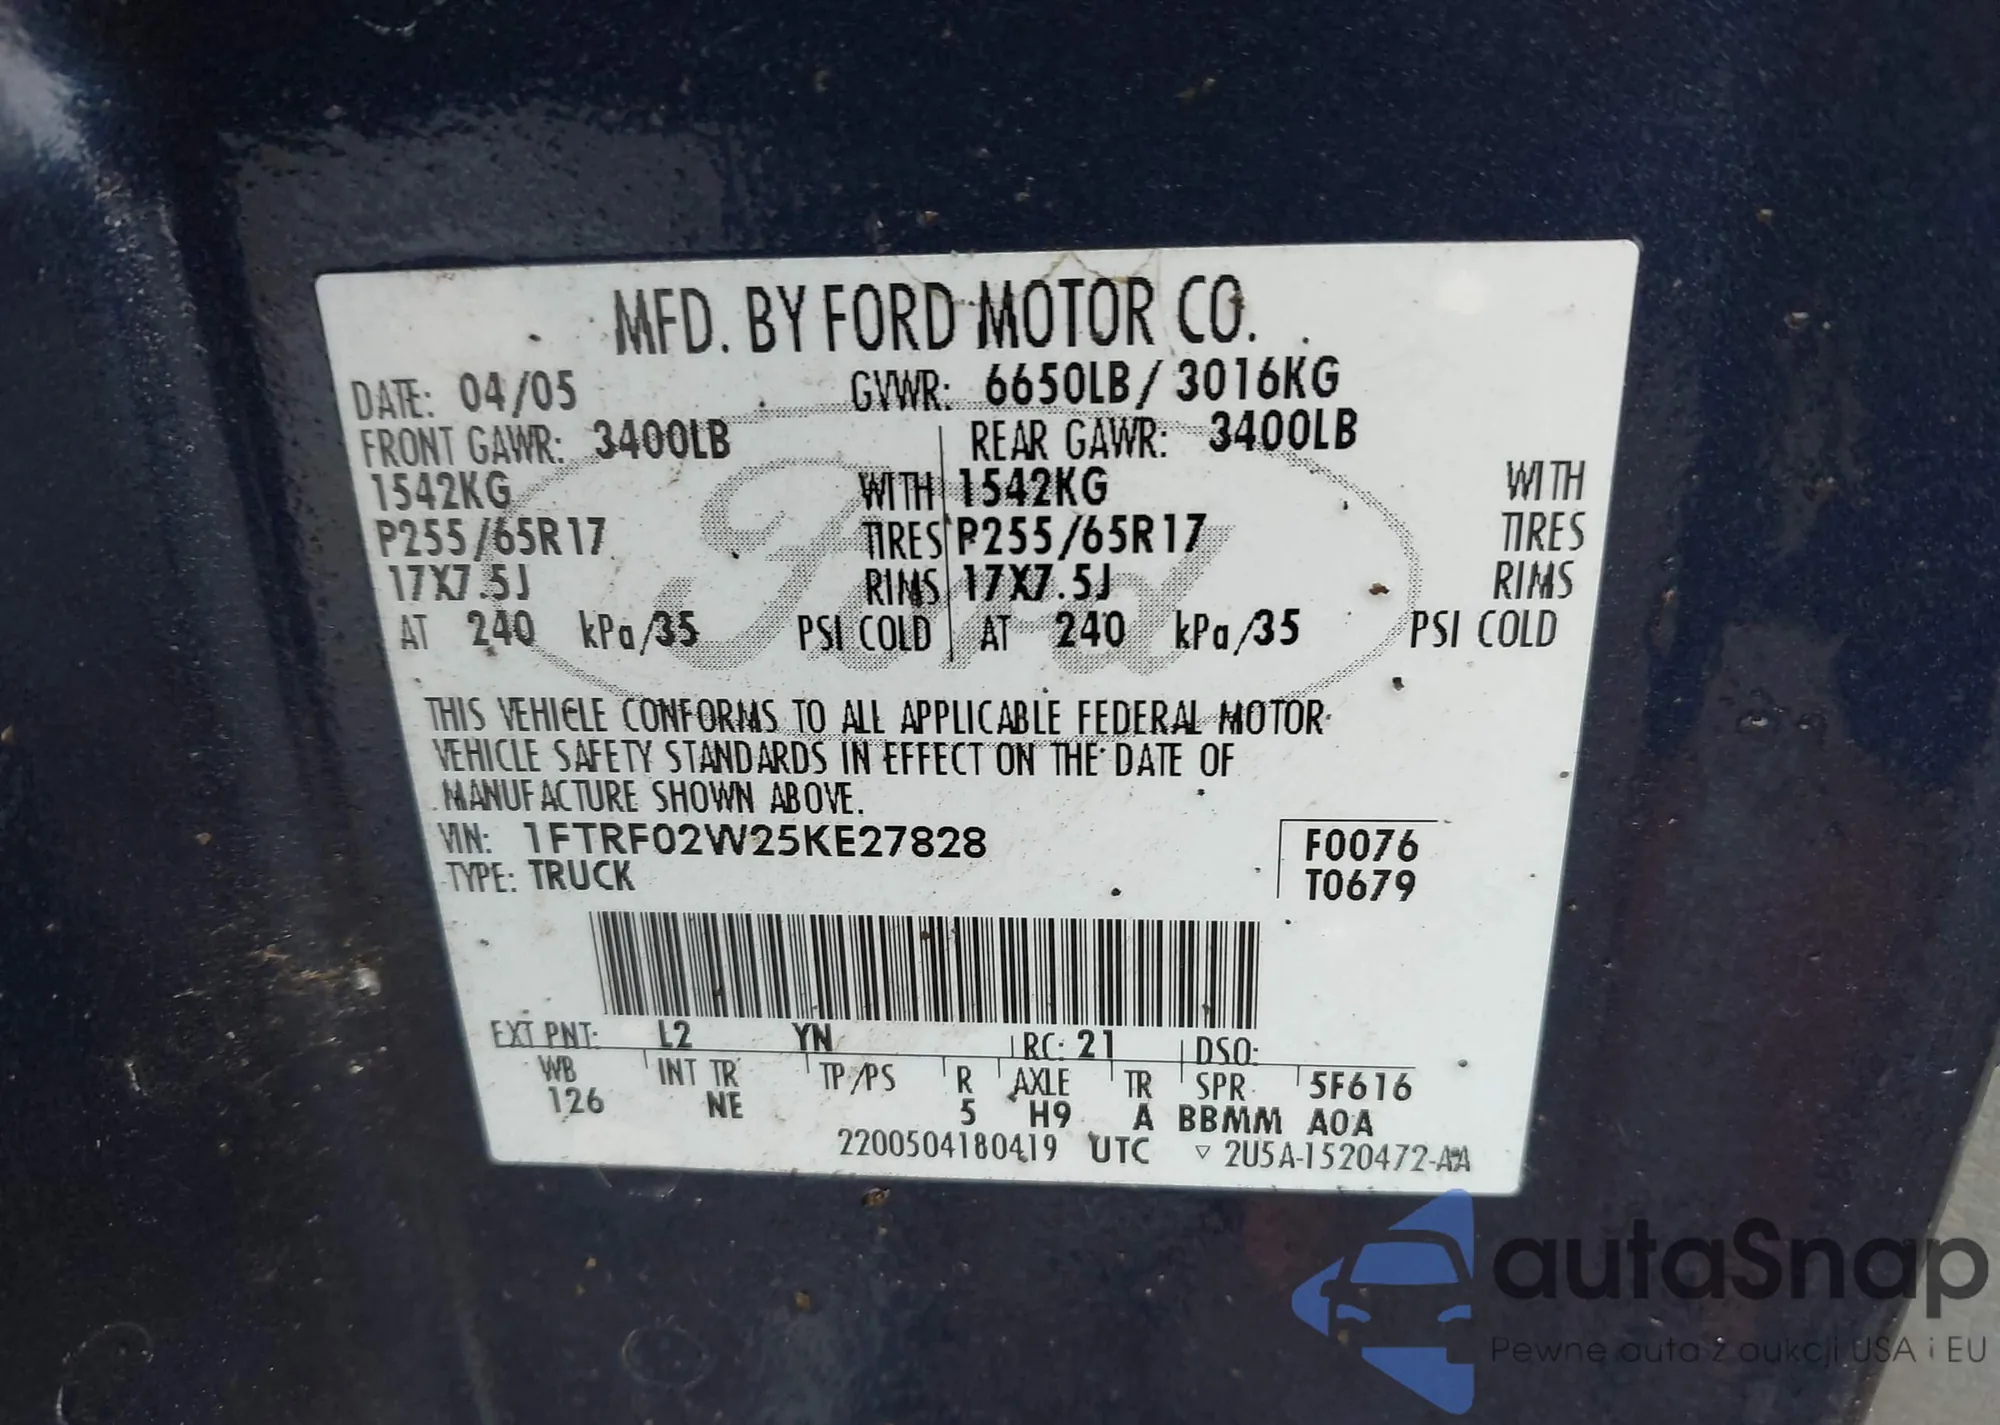 MFD. BY FORD MOTOR CO.
DATE: 04/05 GVWR: 6650LB/ 3016KG
FRONT GAWR: 3400LB REAR GAWR: 3400LB
1542KG WITH 1542KG WITH
P255/65R17 TIRES P255/65R17 TIRES
17X7.5J RIMS 17X7.5J RIMS
AT 240 kPa/35 PSI COLD AT 240 kPa/35 PSI COLD
Ford
THIS VEHICLE CONFORMS TO ALL APPLICABLE FEDERAL MOTOR
VEHICLE SAFETY STANDARDS IN EFFECT ON THE DATE OF
MANUFACTURE SHOWN ABOVE.
VIN: 1FTRF02W25KE27828 F0076
TYPE: TRUCK T0679
EXT PNT: L2 YN RC: 21 DSO:
WB INT TR TP/PS R AXLE TR SPR 5F616
126 NE 5 H9 A BBMM A0A
2200504180419 UTC ▽ 2U5A-1520472-AA
autaSnap
Pewne auta z aukcji USA i EU